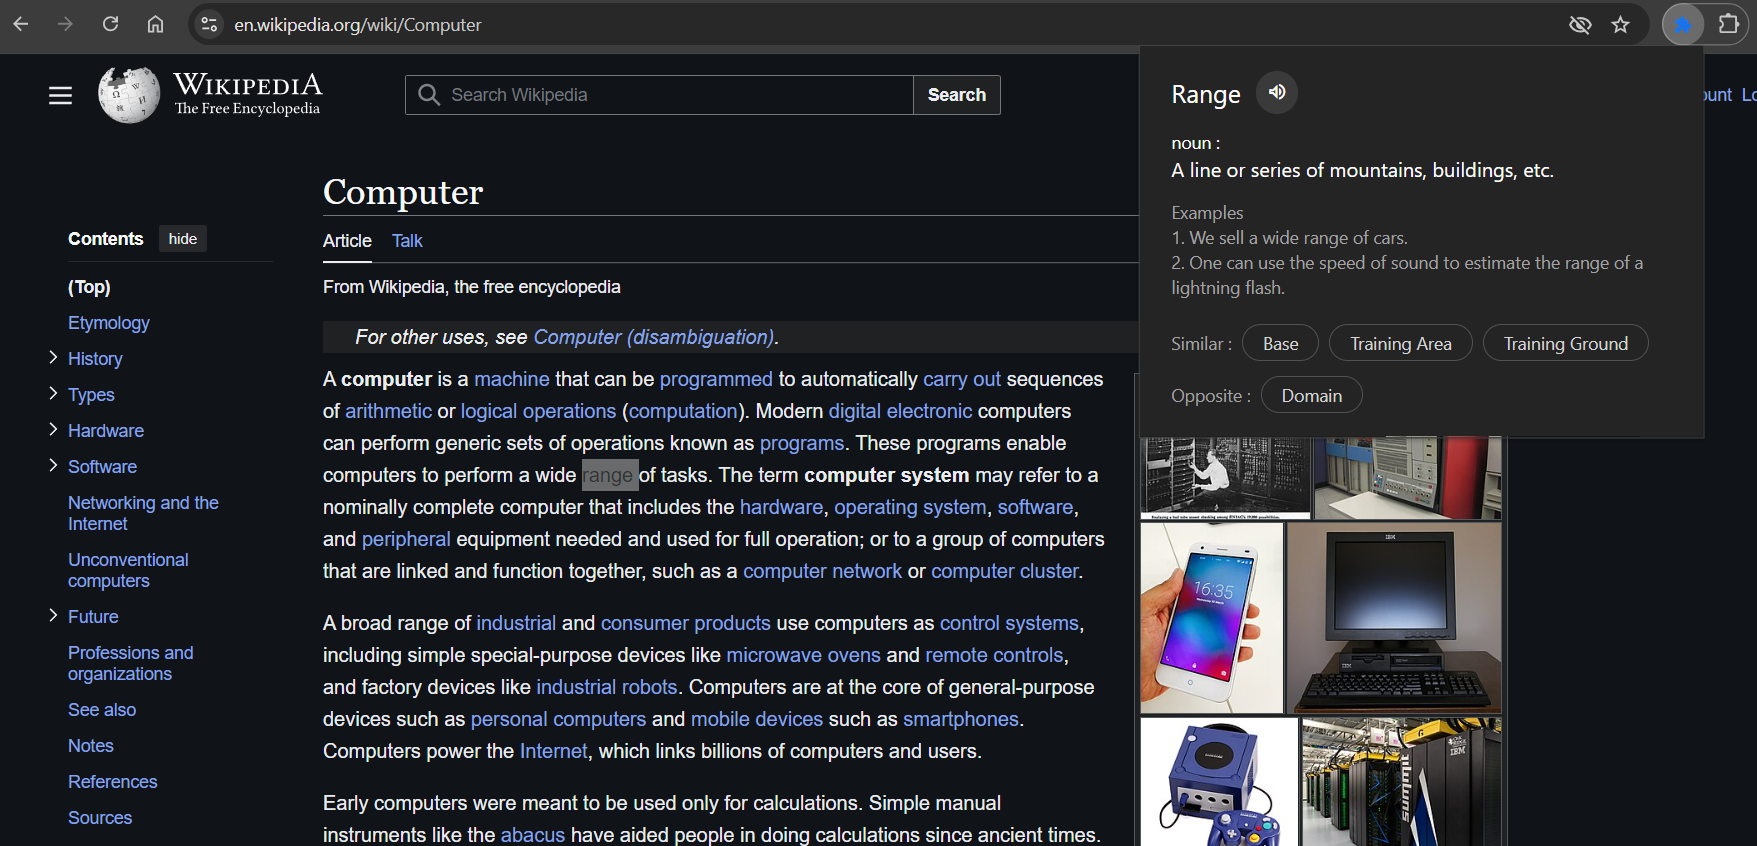 en.wikipedia.org/wiki/Computer
WIKIPEDIA
The Free Encyclopedia
Search Wikipedia
Search
Contents
hide
(Top)
Etymology
History
Types
Hardware
Software
Networking and the
Internet
Unconventional
computers
Future
Professions and
organizations
See also
Notes
References
Sources
Computer
Article
Talk
From Wikipedia, the free encyclopedia
For other uses, see Computer (disambiguation).
A computer is a machine that can be programmed to automatically carry out sequences
of arithmetic or logical operations (computation). Modern digital electronic computers
can perform generic sets of operations known as programs. These programs enable
computers to perform a wide range of tasks. The term computer system may refer to a
nominally complete computer that includes the hardware, operating system, software,
and peripheral equipment needed and used for full operation; or to a group of computers
that are linked and function together, such as a computer network or computer cluster.
A broad range of industrial and consumer products use computers as control systems,
including simple special-purpose devices like microwave ovens and remote controls,
and factory devices like industrial robots. Computers are at the core of general-purpose
devices such as personal computers and mobile devices such as smartphones.
Computers power the Internet, which links billions of computers and users.
Early computers were meant to be used only for calculations. Simple manual
instruments like the abacus have aided people in doing calculations since ancient times.
Range
noun :
A line or series of mountains, buildings, etc.
Examples
1. We sell a wide range of cars.
2. One can use the speed of sound to estimate the range of a
lightning flash.
Similar :
Base
Training Area
Training Ground
Opposite :
Domain
16:35
IBM
IBM
IBM